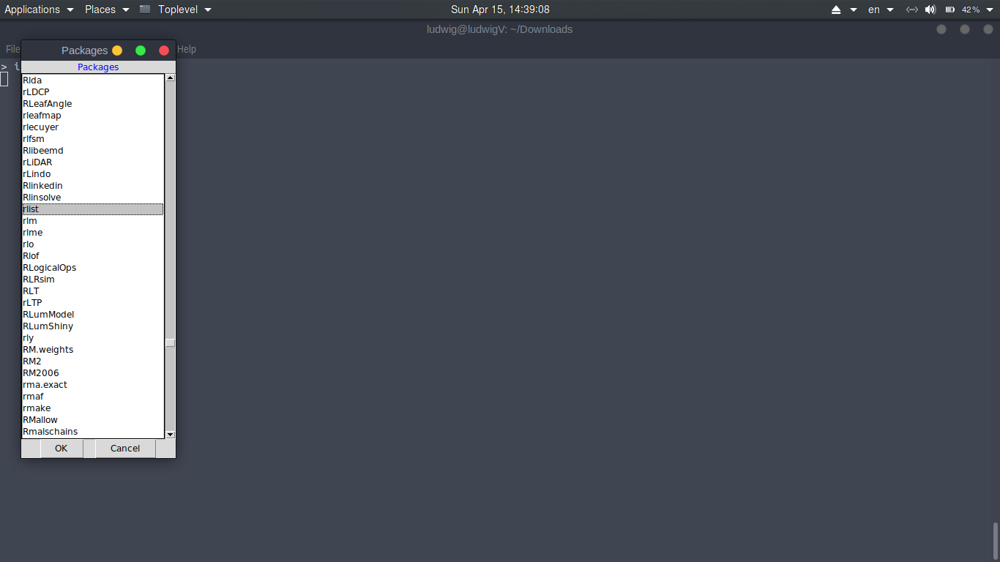 Applications Places Toplevel Sun Apr 15, 14:39:08 en 42%
ludwig@ludwigV: ~/Downloads
File Help
Packages
Packages
> i
Rlda
rLDCP
RLeafAngle
rleafmap
rlecuyer
rlfsm
Rlibeemd
rLiDAR
rLindo
Rlinkedin
Rlinsolve
rlist
rlm
rlme
rlo
Rlof
RLogicalOps
RLRsim
RLT
rLTP
RLumModel
RLumShiny
rly
RM.weights
RM2
RM2006
rma.exact
rmaf
rmake
RMallow
Rmalschains
OK Cancel